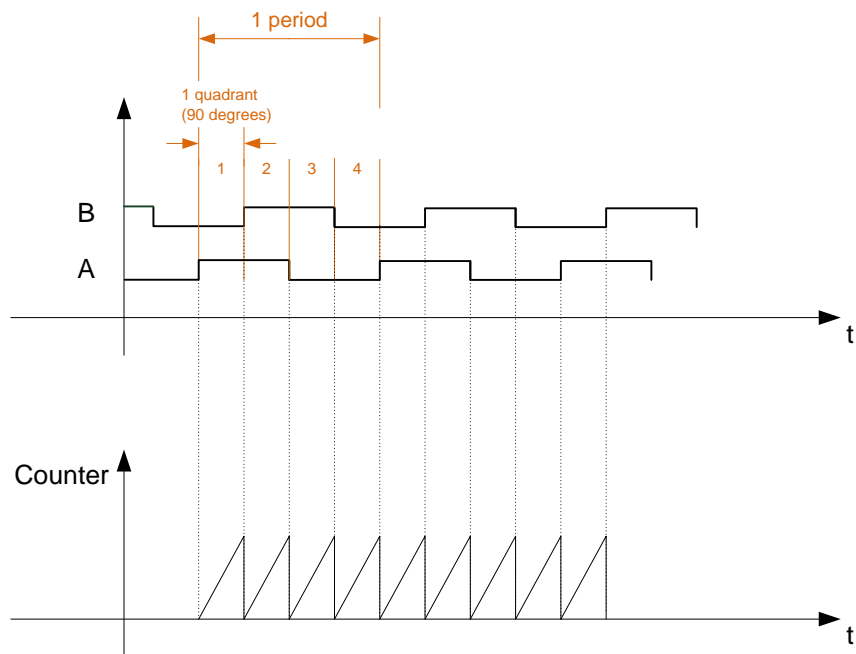 1 period
1 quadrant
(90 degrees)
1 2 3 4
B
A
t
Counter
t